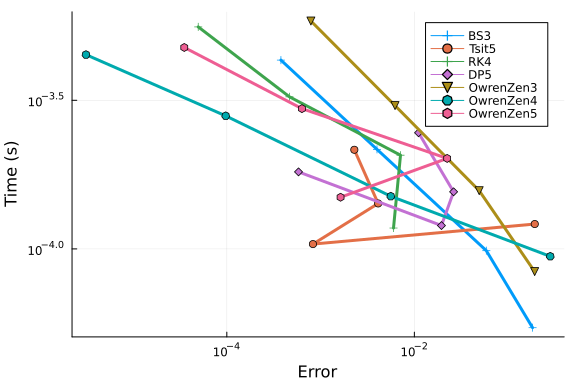 BS3
Tsit5
RK4
DP5
OwrenZen3
OwrenZen4
OwrenZen5
Time (s)
10⁻³·⁵
10⁻⁴·⁰
10⁻⁴
10⁻²
Error